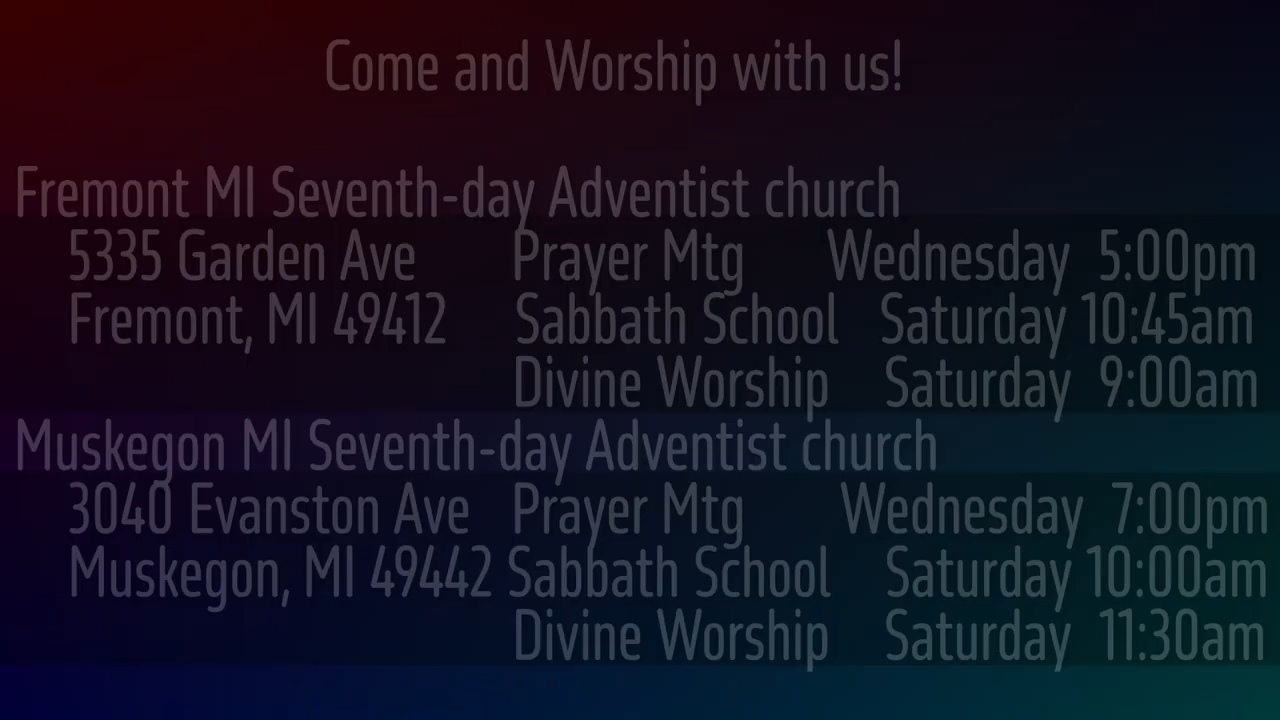 Come and Worship with us!
Fremont MI Seventh-day Adventist church
5335 Garden Ave Prayer Mtg Wednesday 5:00pm
Fremont, MI 49412 Sabbath School Saturday 10:45am
Divine Worship Saturday 9:00am
Muskegon MI Seventh-day Adventist church
3040 Evanston Ave Prayer Mtg Wednesday 7:00pm
Muskegon, MI 49442 Sabbath School Saturday 10:00am
Divine Worship Saturday 11:30am